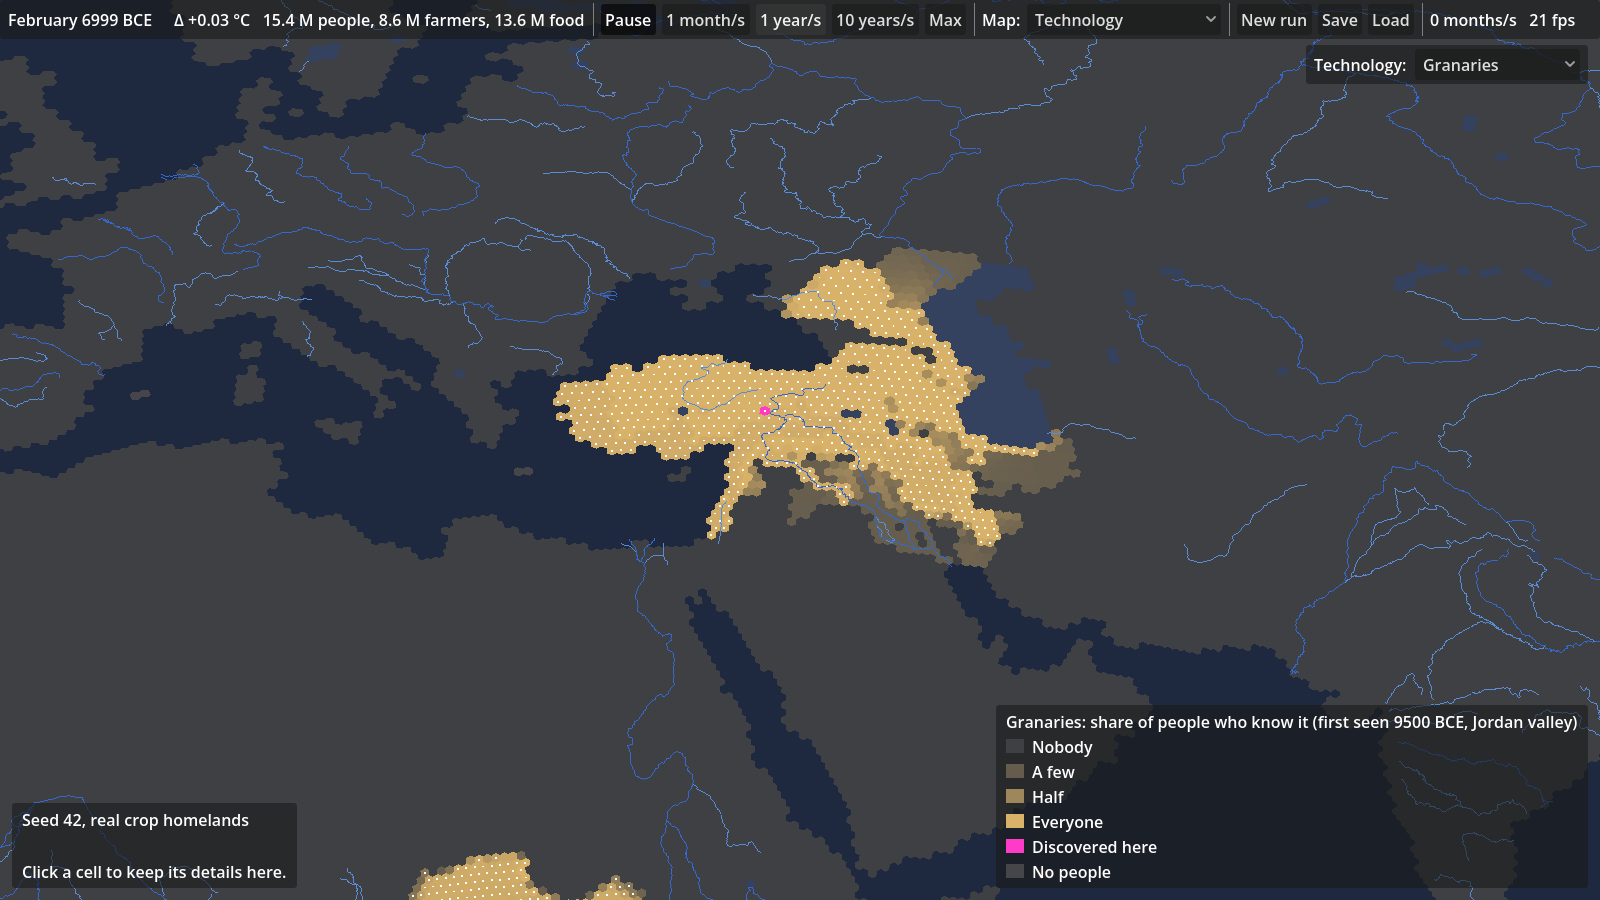 February 6999 BCE Δ +0.03 °C 15.4 M people, 8.6 M farmers, 13.6 M food Pause 1 month/s 1 year/s 10 years/s Max Map: Technology New run Save Load 0 months/s 21 fps
Technology: Granaries
Granaries: share of people who know it (first seen 9500 BCE, Jordan valley)
Nobody
A few
Half
Everyone
Discovered here
No people
Seed 42, real crop homelands
Click a cell to keep its details here.